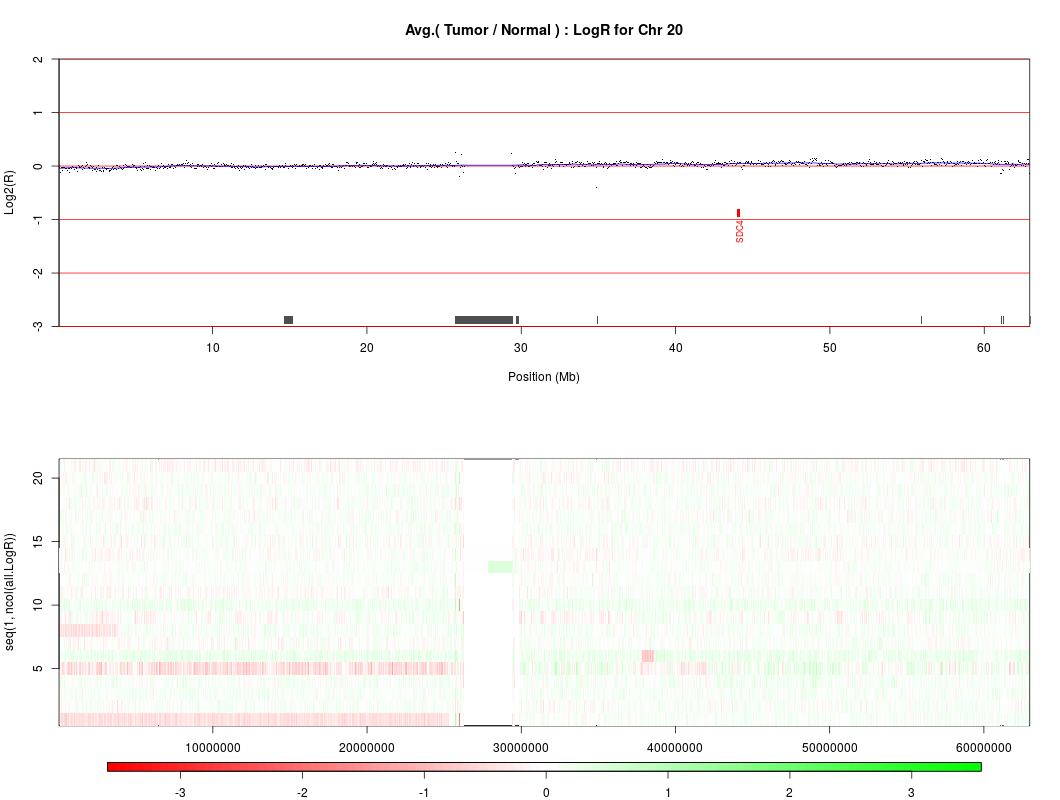 Avg.( Tumor / Normal ) : LogR for Chr 20
Log2(R)
2
1
0
-1
-2
-3
SDC4
10 20 30 40 50 60
Position (Mb)
seq(1, ncol(all.LogR))
20
15
10
5
10000000 20000000 30000000 40000000 50000000 60000000
-3 -2 -1 0 1 2 3